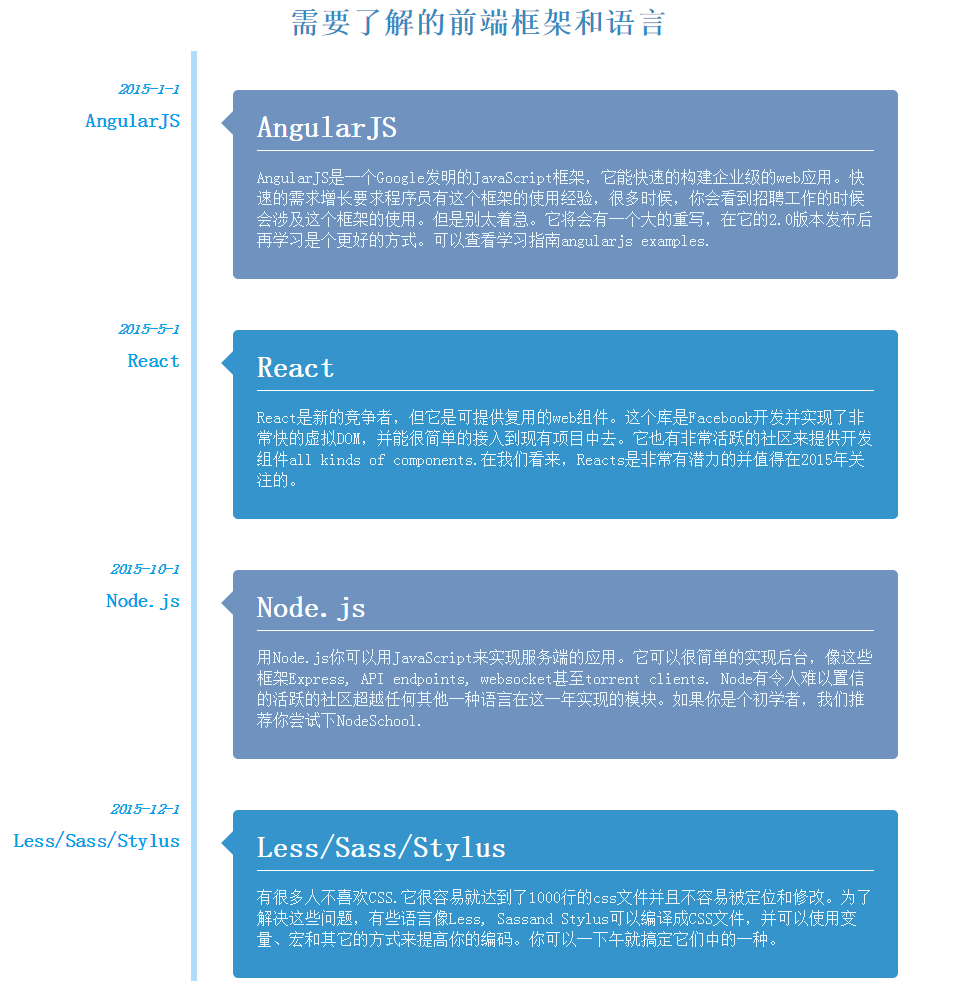 需要了解的前端框架和语言
2015-1-1
AngularJS
AngularJS
AngularJS是一个Google发明的JavaScript框架，它能快速的构建企业级的web应用。快
速的需求增长要求程序员有这个框架的使用经验，很多时候，你会看到招聘工作的时候
会涉及这个框架的使用。但是别太着急。它将会有一个大的重写，在它的2.0版本发布后
再学习是个更好的方式。可以查看学习指南angularjs examples.
2015-5-1
React
React
React是新的竞争者，但它是可提供复用的web组件。这个库是Facebook开发并实现了非
常快的虚拟DOM，并能很简单的接入到现有项目中去。它也有非常活跃的社区来提供开发
组件all kinds of components.在我们看来，Reacts是非常有潜力的并值得在2015年关
注的。
2015-10-1
Node.js
Node.js
用Node.js你可以用JavaScript来实现服务端的应用。它可以很简单的实现后台，像这些
框架Express, API endpoints, websocket甚至torrent clients. Node有令人难以置信
的活跃的社区超越任何其他一种语言在这一年实现的模块。如果你是个初学者，我们推
荐你尝试下NodeSchool.
2015-12-1
Less/Sass/Stylus
Less/Sass/Stylus
有很多人不喜欢CSS.它很容易就达到了1000行的css文件并且不容易被定位和修改。为了
解决这些问题，有些语言像Less, Sassand Stylus可以编译成CSS文件，并可以使用变
量、宏和其它的方式来提高你的编码。你可以一下午就搞定它们中的一种。